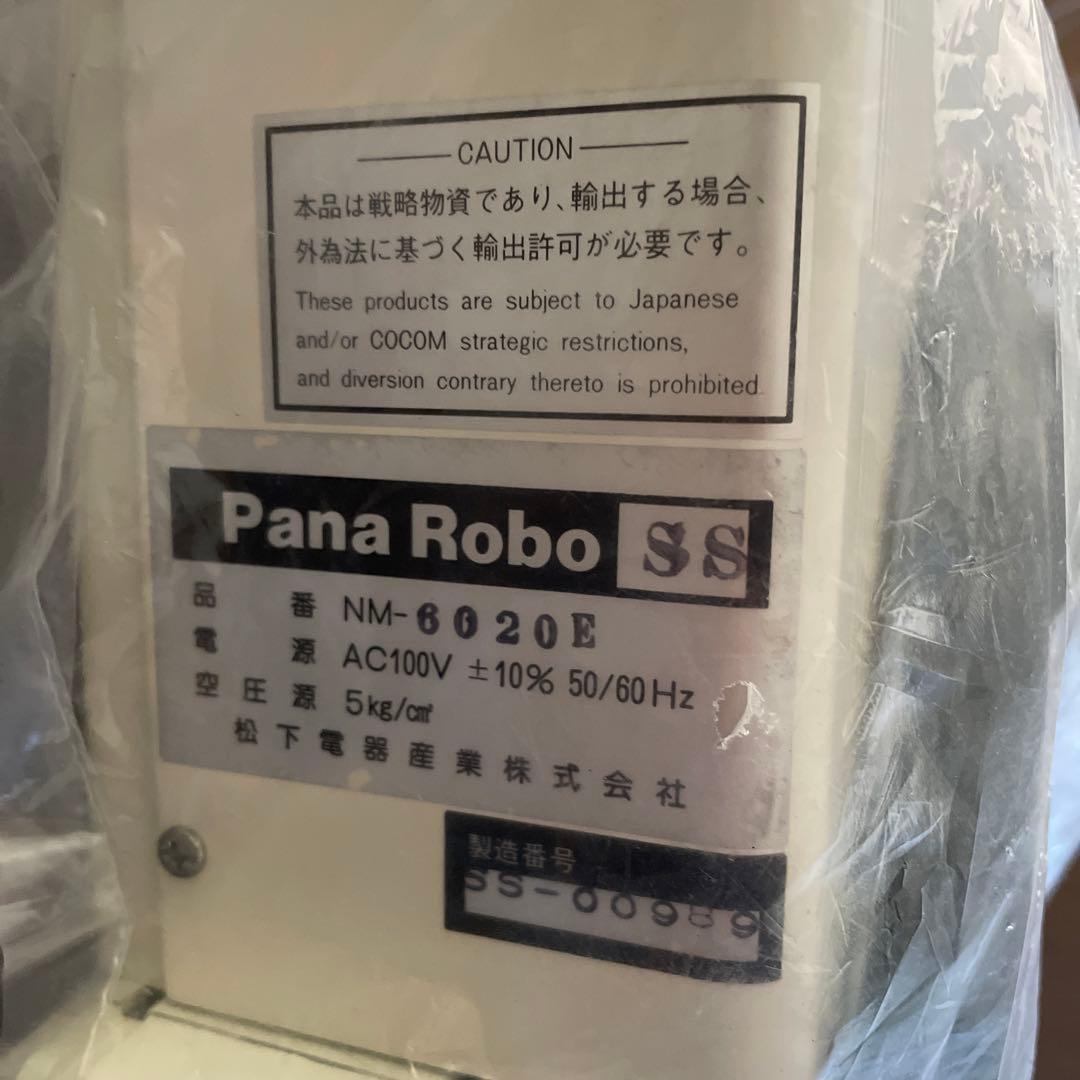 CAUTION
本品は戦略物資であり、輸出する場合、
外為法に基づく輸出許可が必要です。
These products are subject to Japanese
and/or COCOM strategic restrictions,
and diversion contrary thereto is prohibited.
Pana Robo SS
品番 NM-6020E
電源 AC100V ±10% 50/60Hz
空圧源 5kg/c㎡
松下電器産業株式会社
製造番号
SS-00989